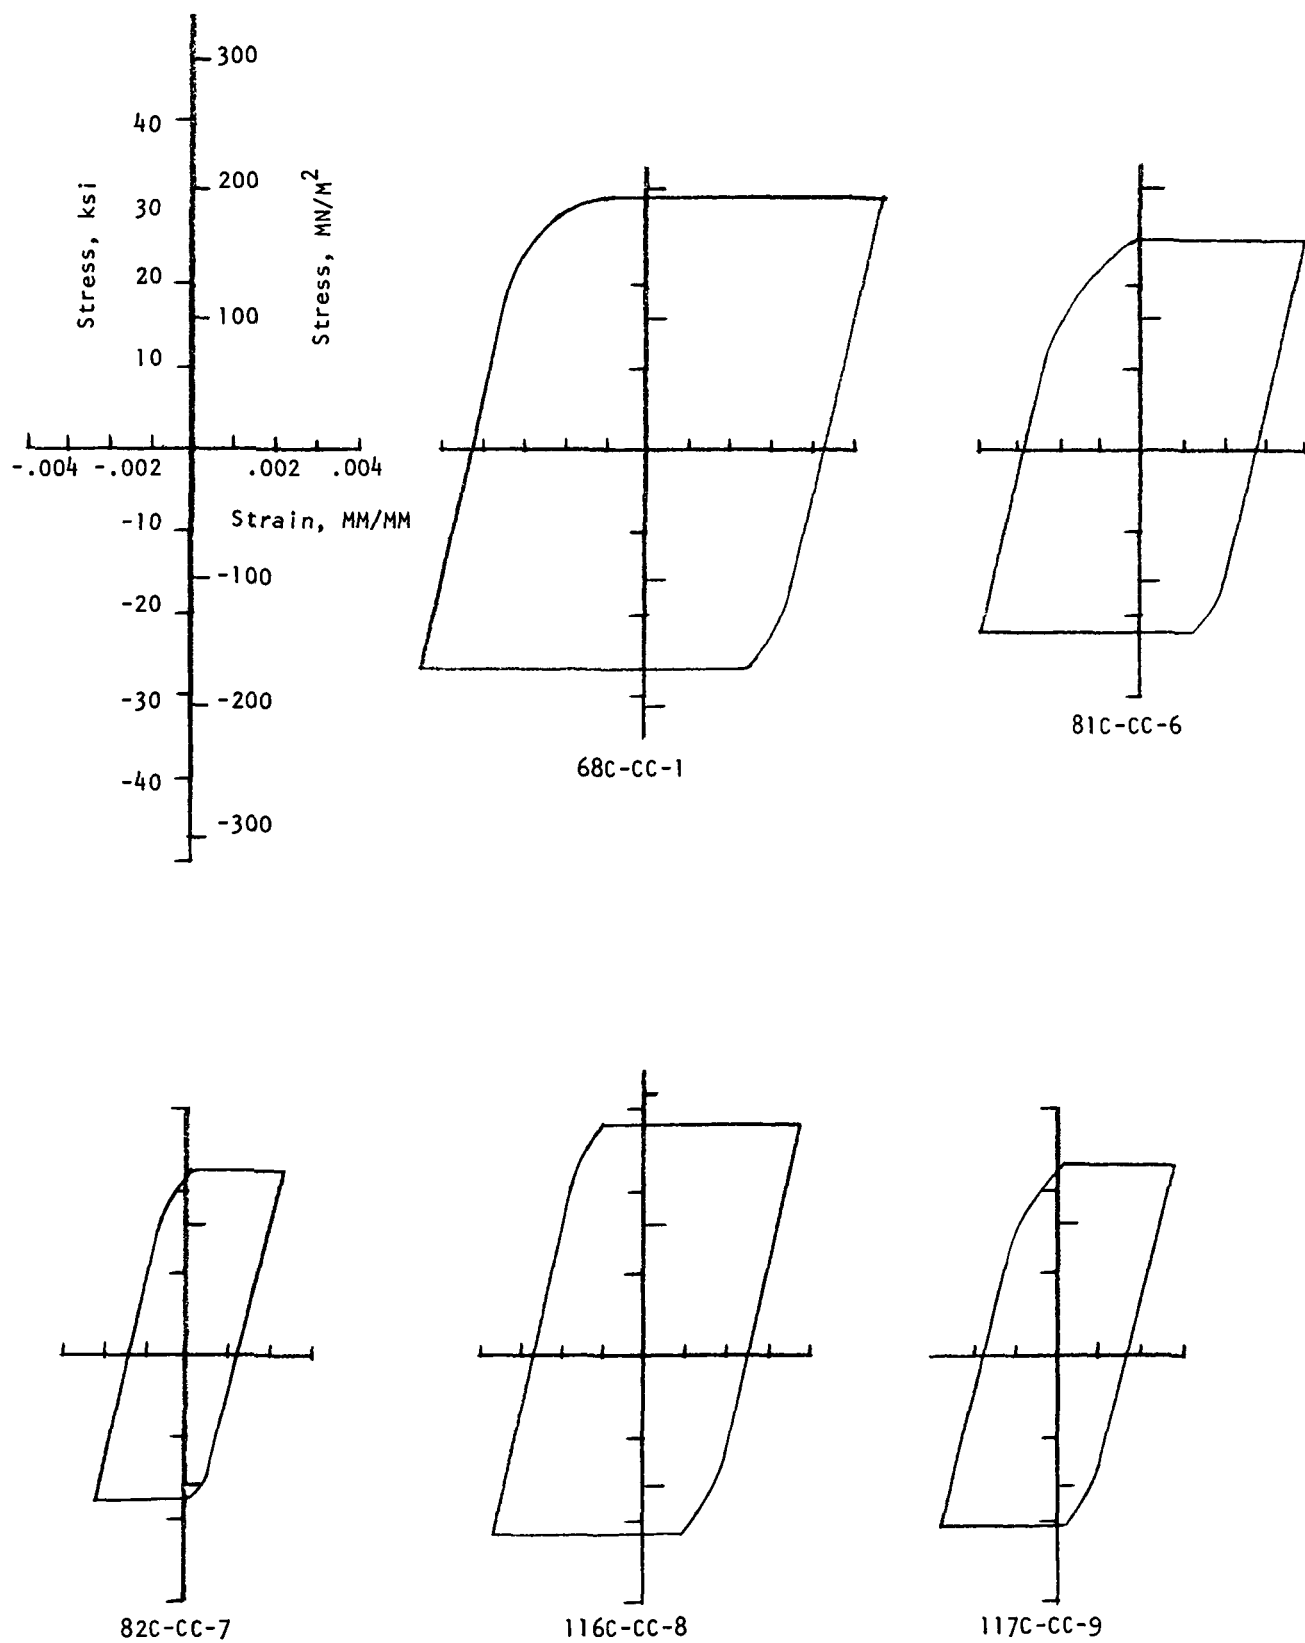 300
40
200
30
Stress, ksi
Stress, MN/M²
20
100
10
-.004 -.002 .002 .004
-10 Strain, MM/MM
-100
-20
-30 -200
-40
-300
68C-CC-1
81C-CC-6
82C-CC-7
116C-CC-8
117C-CC-9